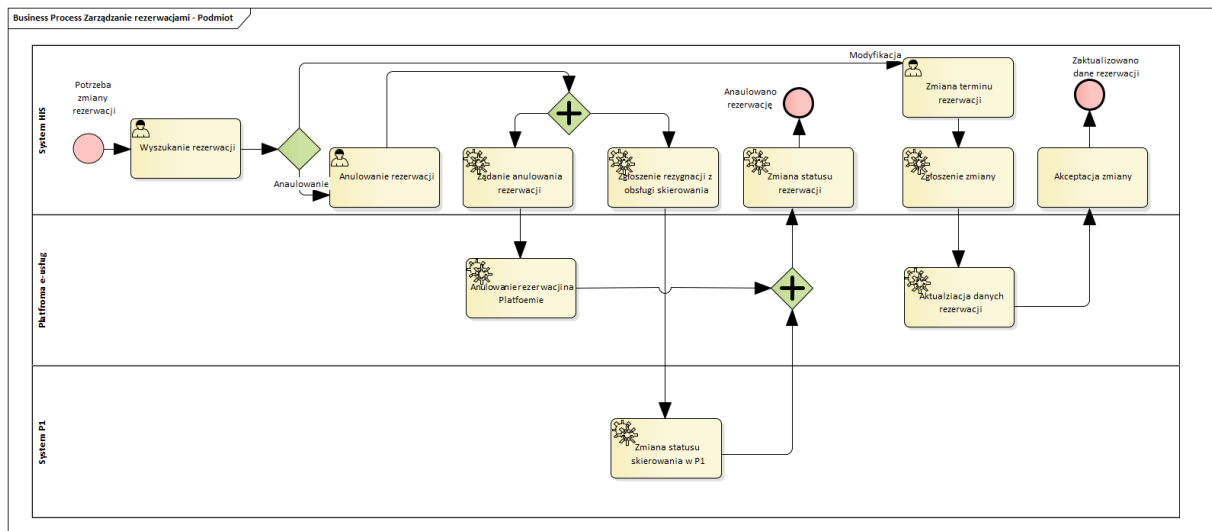 Business Process Zarządzanie rezerwacjami - Podmiot
System HIS
Potrzeba
zmiany
rezerwacji
Wyszukanie rezerwacji
Anaulowanie
Anulowanie rezerwacji
Żądanie anulowania
rezerwacji
Zgłoszenie rezygnacji z
obsługi skierowania
Anaulowano
rezerwację
Zmiana statusu
rezerwacji
Modyfikacja
Zmiana terminu
rezerwacji
Zgłoszenie zmiany
Zaktualizowano
dane rezerwacji
Akceptacja zmiany
Platfroma e-usług
Anulowanie rezerwacji na
Platfoemie
Aktualziacja danych
rezerwacji
System P1
Zmiana statusu
skierowania w P1